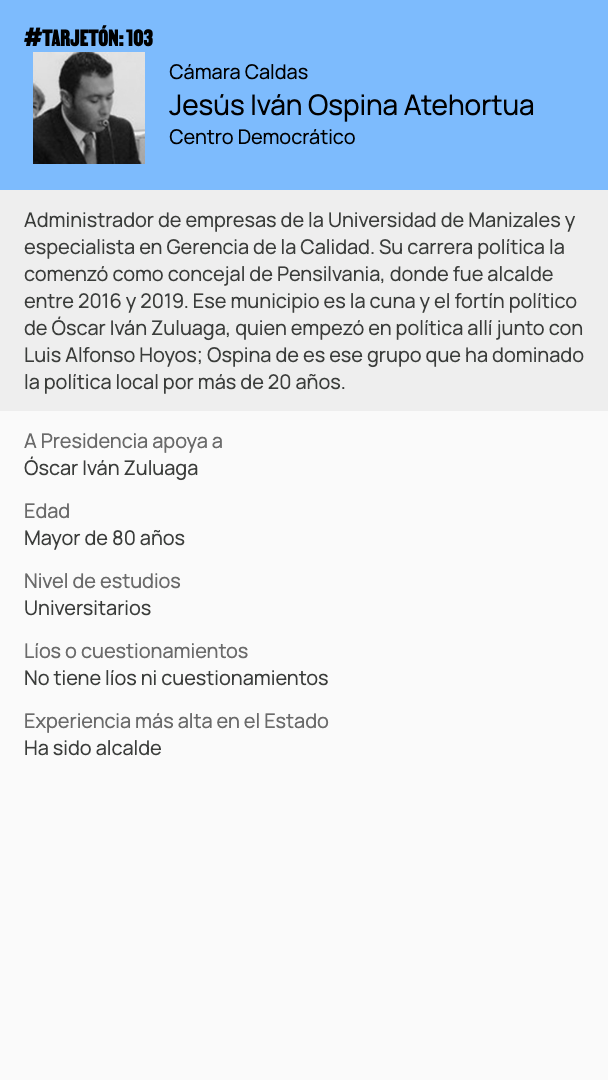 #TARJETÓN: 103
Cámara Caldas
Jesús Iván Ospina Atehortua
Centro Democrático
Administrador de empresas de la Universidad de Manizales y
especialista en Gerencia de la Calidad. Su carrera política la
comenzó como concejal de Pensilvania, donde fue alcalde
entre 2016 y 2019. Ese municipio es la cuna y el fortín político
de Óscar Iván Zuluaga, quien empezó en política allí junto con
Luis Alfonso Hoyos; Ospina de es ese grupo que ha dominado
la política local por más de 20 años.
A Presidencia apoya a
Óscar Iván Zuluaga
Edad
Mayor de 80 años
Nivel de estudios
Universitarios
Líos o cuestionamientos
No tiene líos ni cuestionamientos
Experiencia más alta en el Estado
Ha sido alcalde